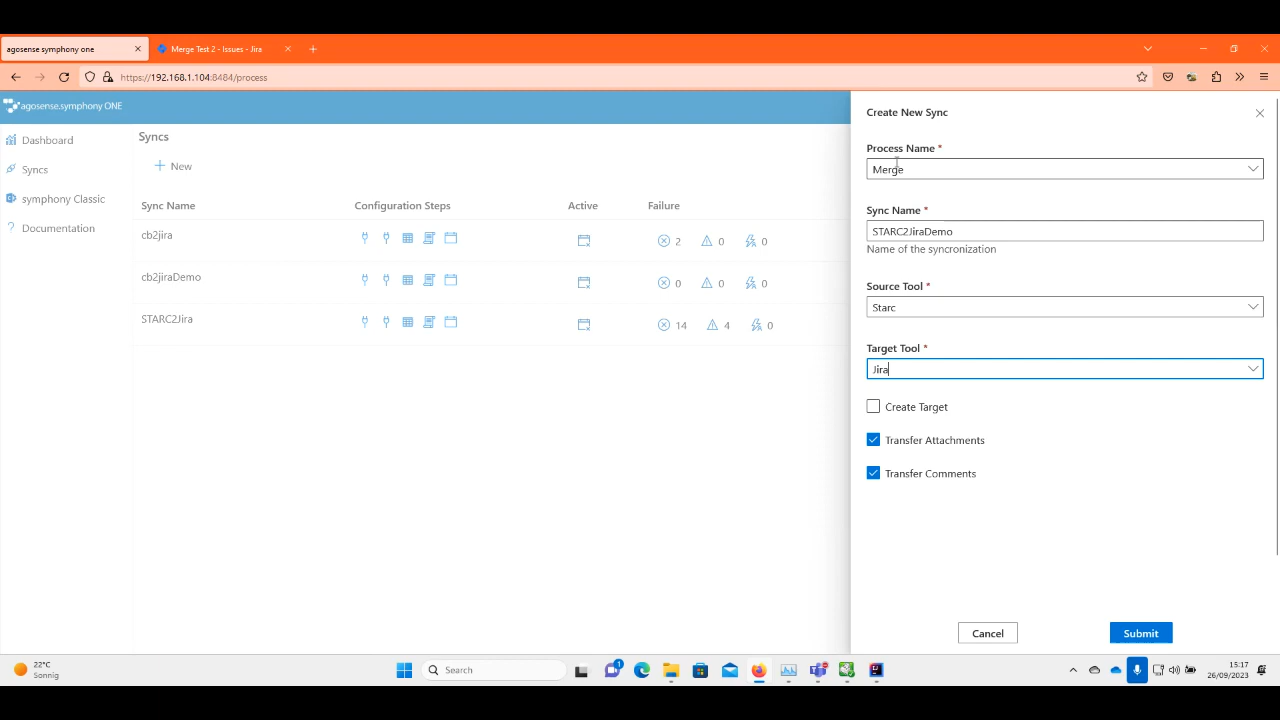 agosense symphony one
Merge Test 2 - Issues - Jira
https://192.168.1.104:8484/process
agosense.symphony ONE
Dashboard
Syncs
symphony Classic
Documentation
Syncs
New
Sync Name Configuration Steps Active Failure
cb2jira 2 0 0
cb2jiraDemo 0 0 0
STARC2Jira 14 4 0
Create New Sync
Process Name *
Merge
Sync Name *
STARC2JiraDemo
Name of the syncronization
Source Tool *
Starc
Target Tool *
Jira
Create Target
Transfer Attachments
Transfer Comments
Cancel Submit
22°C
Sonnig
Search
1
15:17
26/09/2023